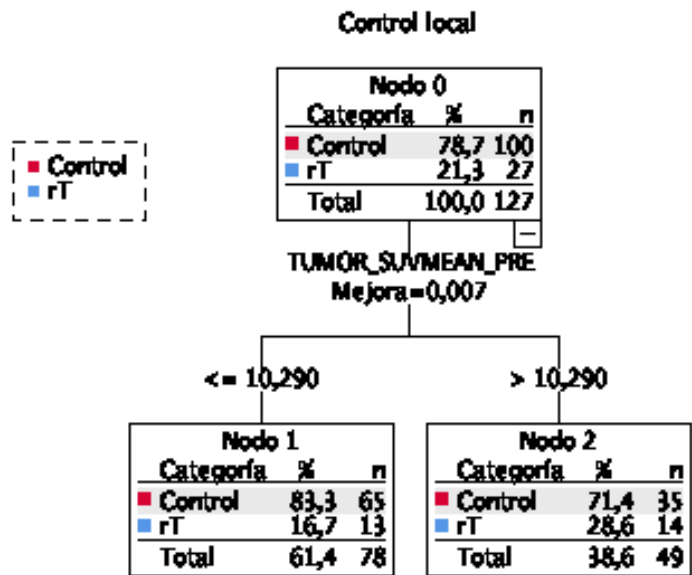 Control local
Nodo 0
Categoría % n
Control 78,7 100
rT 21,3 27
Total 100,0 127
Control
rT
TUMOR_SUVMEAN_PRE
Mejora=0,007
<= 10,290
> 10,290
Nodo 1
Categoría % n
Control 83,3 65
rT 16,7 13
Total 61,4 78
Nodo 2
Categoría % n
Control 71,4 35
rT 28,6 14
Total 38,6 49